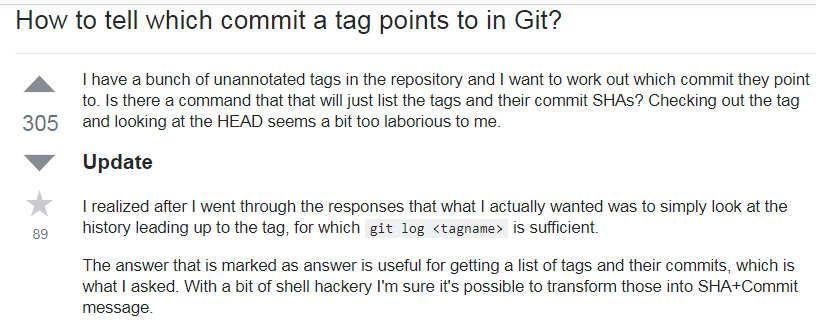 How to tell which commit a tag points to in Git?
I have a bunch of unannotated tags in the repository and I want to work out which commit they point
to. Is there a command that that will just list the tags and their commit SHAs? Checking out the tag
305 and looking at the HEAD seems a bit too laborious to me.
Update
I realized after I went through the responses that what I actually wanted was to simply look at the
89 history leading up to the tag, for which git log <tagname> is sufficient.
The answer that is marked as answer is useful for getting a list of tags and their commits, which is
what I asked. With a bit of shell hackery I'm sure it's possible to transform those into SHA+Commit
message.